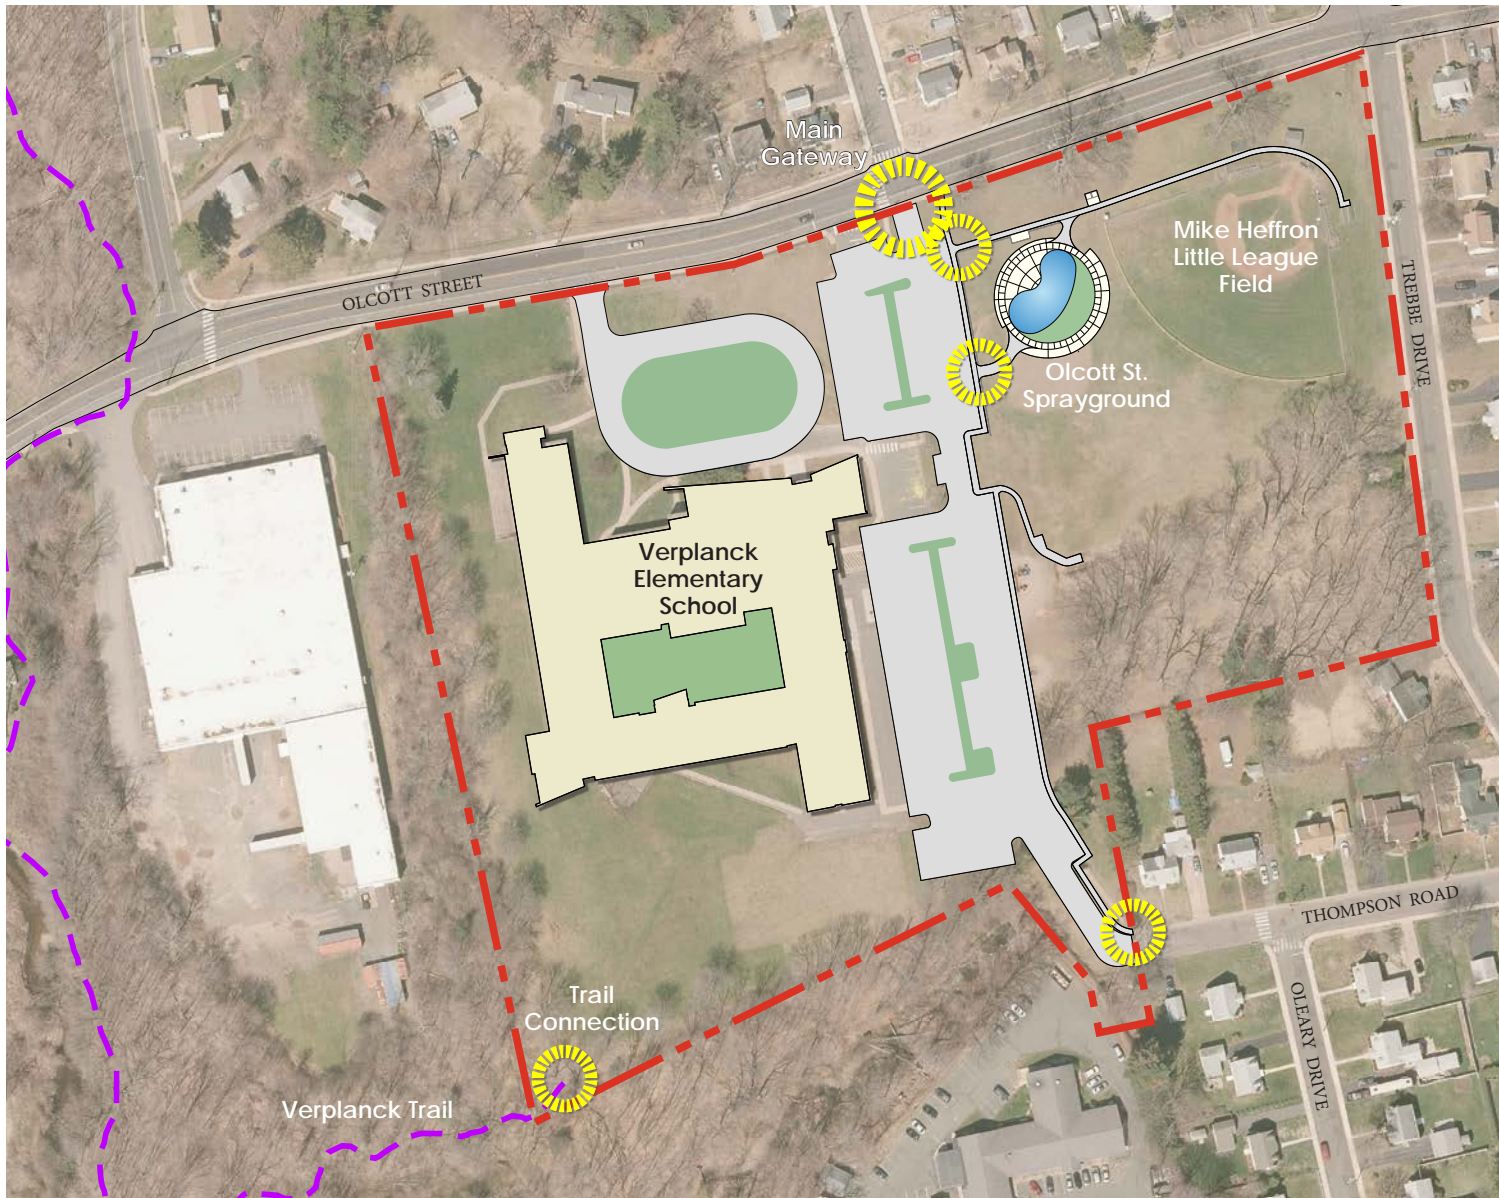 Main
Gateway
Mike Heffron
Little League
Field
OLCOTT STREET
TREBBE DRIVE
Olcott St.
Sprayground
Verplanck
Elementary
School
THOMPSON ROAD
Trail
Connection
OLEARY DRIVE
Verplanck Trail